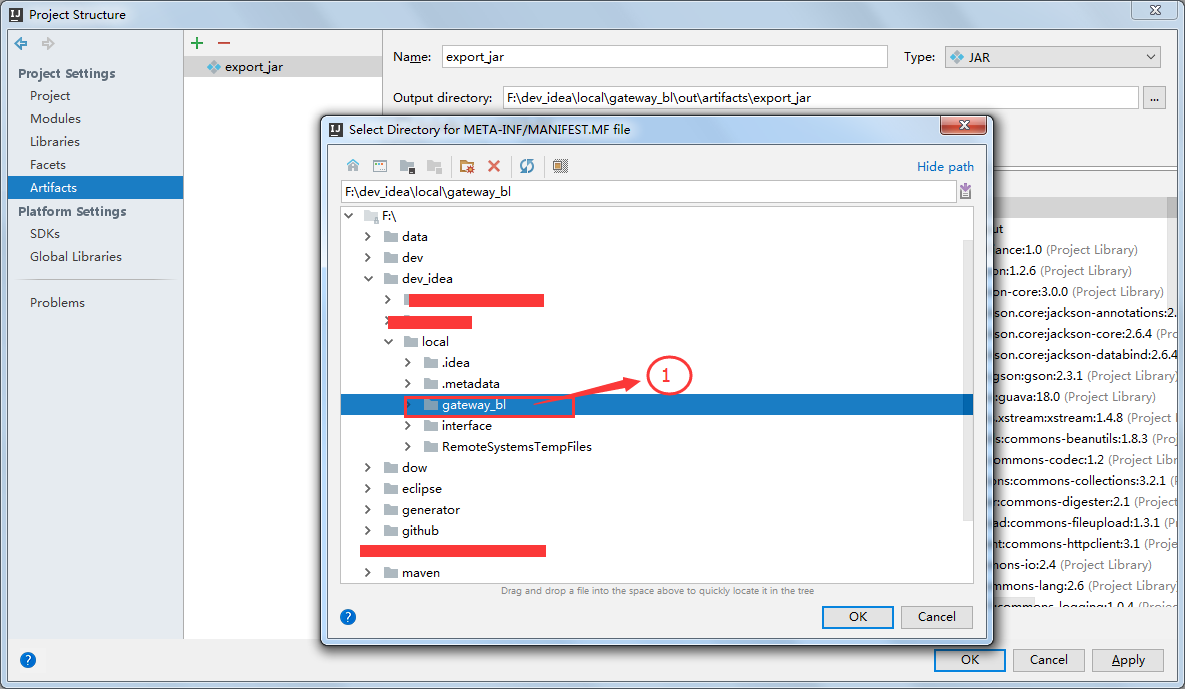 Project Structure
Project Settings
Project
Modules
Libraries
Facets
Artifacts
Platform Settings
SDKs
Global Libraries
Problems
export_jar
Name: export_jar
Type: JAR
Output directory: F:\dev_idea\local\gateway_bl\out\artifacts\export_jar
...
Select Directory for META-INF/MANIFEST.MF file
Hide path
F:\dev_idea\local\gateway_bl
F:\
data
dev
dev_idea
local
.idea
.metadata
gateway_bl
1
interface
RemoteSystemsTempFiles
dow
eclipse
generator
github
maven
Drag and drop a file into the space above to quickly locate it in the tree
? OK Cancel
ut
ance:1.0 (Project Library)
on:1.2.6 (Project Library)
on-core:3.0.0 (Project Library)
son.core:jackson-annotations:2.
son.core:jackson-core:2.6.4 (Pro
son.core:jackson-databind:2.6.4
gson:gson:2.3.1 (Project Library)
:guava:18.0 (Project Library)
.xstream:xstream:1.4.8 (Project
s:commons-beanutils:1.8.3 (Proj
ommons-codec:1.2 (Project Libr
ons:commons-collections:3.2.1 (
r:commons-digester:2.1 (Project
ad:commons-fileupload:1.3.1 (P
nt:commons-httpclient:3.1 (Proje
mons-io:2.4 (Project Library)
mmons-lang:2.6 (Project Library)
:commons-logging:1.0.4 (Project
? OK Cancel Apply